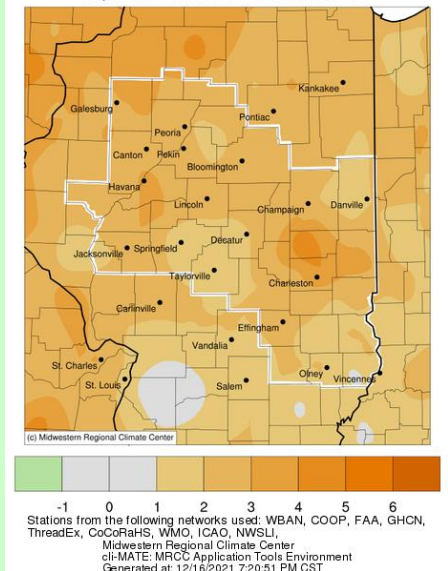 Kankakee
Galesburg
Pontiac
Peoria
Canton Pekin
Bloomington
Havana
Lincoln
Champaign Danville
Decatur
Jacksonville Springfield
Taylorville
Charleston
Carlinville
Effingham
Vandalia
St. Charles
Olney Vincennes
St. Louis Salem
(c) Midwestern Regional Climate Center
-1 0 1 2 3 4 5 6
Stations from the following networks used: WBAN, COOP, FAA, GHCN,
ThreadEx, CoCoRaHS, WMO, ICAO, NWSLI,
Midwestern Regional Climate Center
cli-MATE: MRCC Application Tools Environment
Generated at: 12/16/2021 7:20:51 PM CST